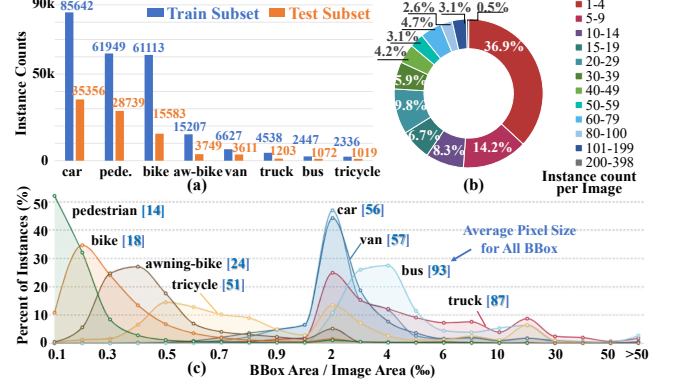 90k
50k
0
Instance Counts
Train Subset
Test Subset
85642
35356
61949
28739
61113
15583
15207
3749
6627
3611
4538
1203
2447
1072
2336
1019
car pede. bike aw-bike van truck bus tricycle
(a)
2.6% 3.1% 0.5%
4.7%
3.1%
4.2%
5.9%
9.8%
6.7%
8.3%
14.2%
36.9%
(b)
1-4
5-9
10-14
15-19
20-29
30-39
40-49
50-59
60-79
80-100
101-199
200-398
Instance count
per Image
Percent of Instances (%)
50
40
30
20
10
0
pedestrian [14]
bike [18]
awning-bike [24]
tricycle [51]
car [56]
van [57]
bus [93]
truck [87]
Average Pixel Size
for All BBox
0.1 0.3 0.5 0.7 0.9 2 4 6 10 30 50 >50
(c)
BBox Area / Image Area (‰)